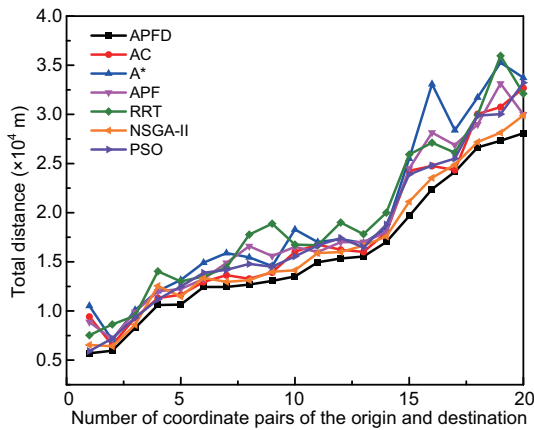 4.0
3.5
3.0
2.5
2.0
1.5
1.0
0.5
Total distance (×10⁴ m)
APFD
AC
A*
APF
RRT
NSGA-II
PSO
0 5 10 15 20
Number of coordinate pairs of the origin and destination